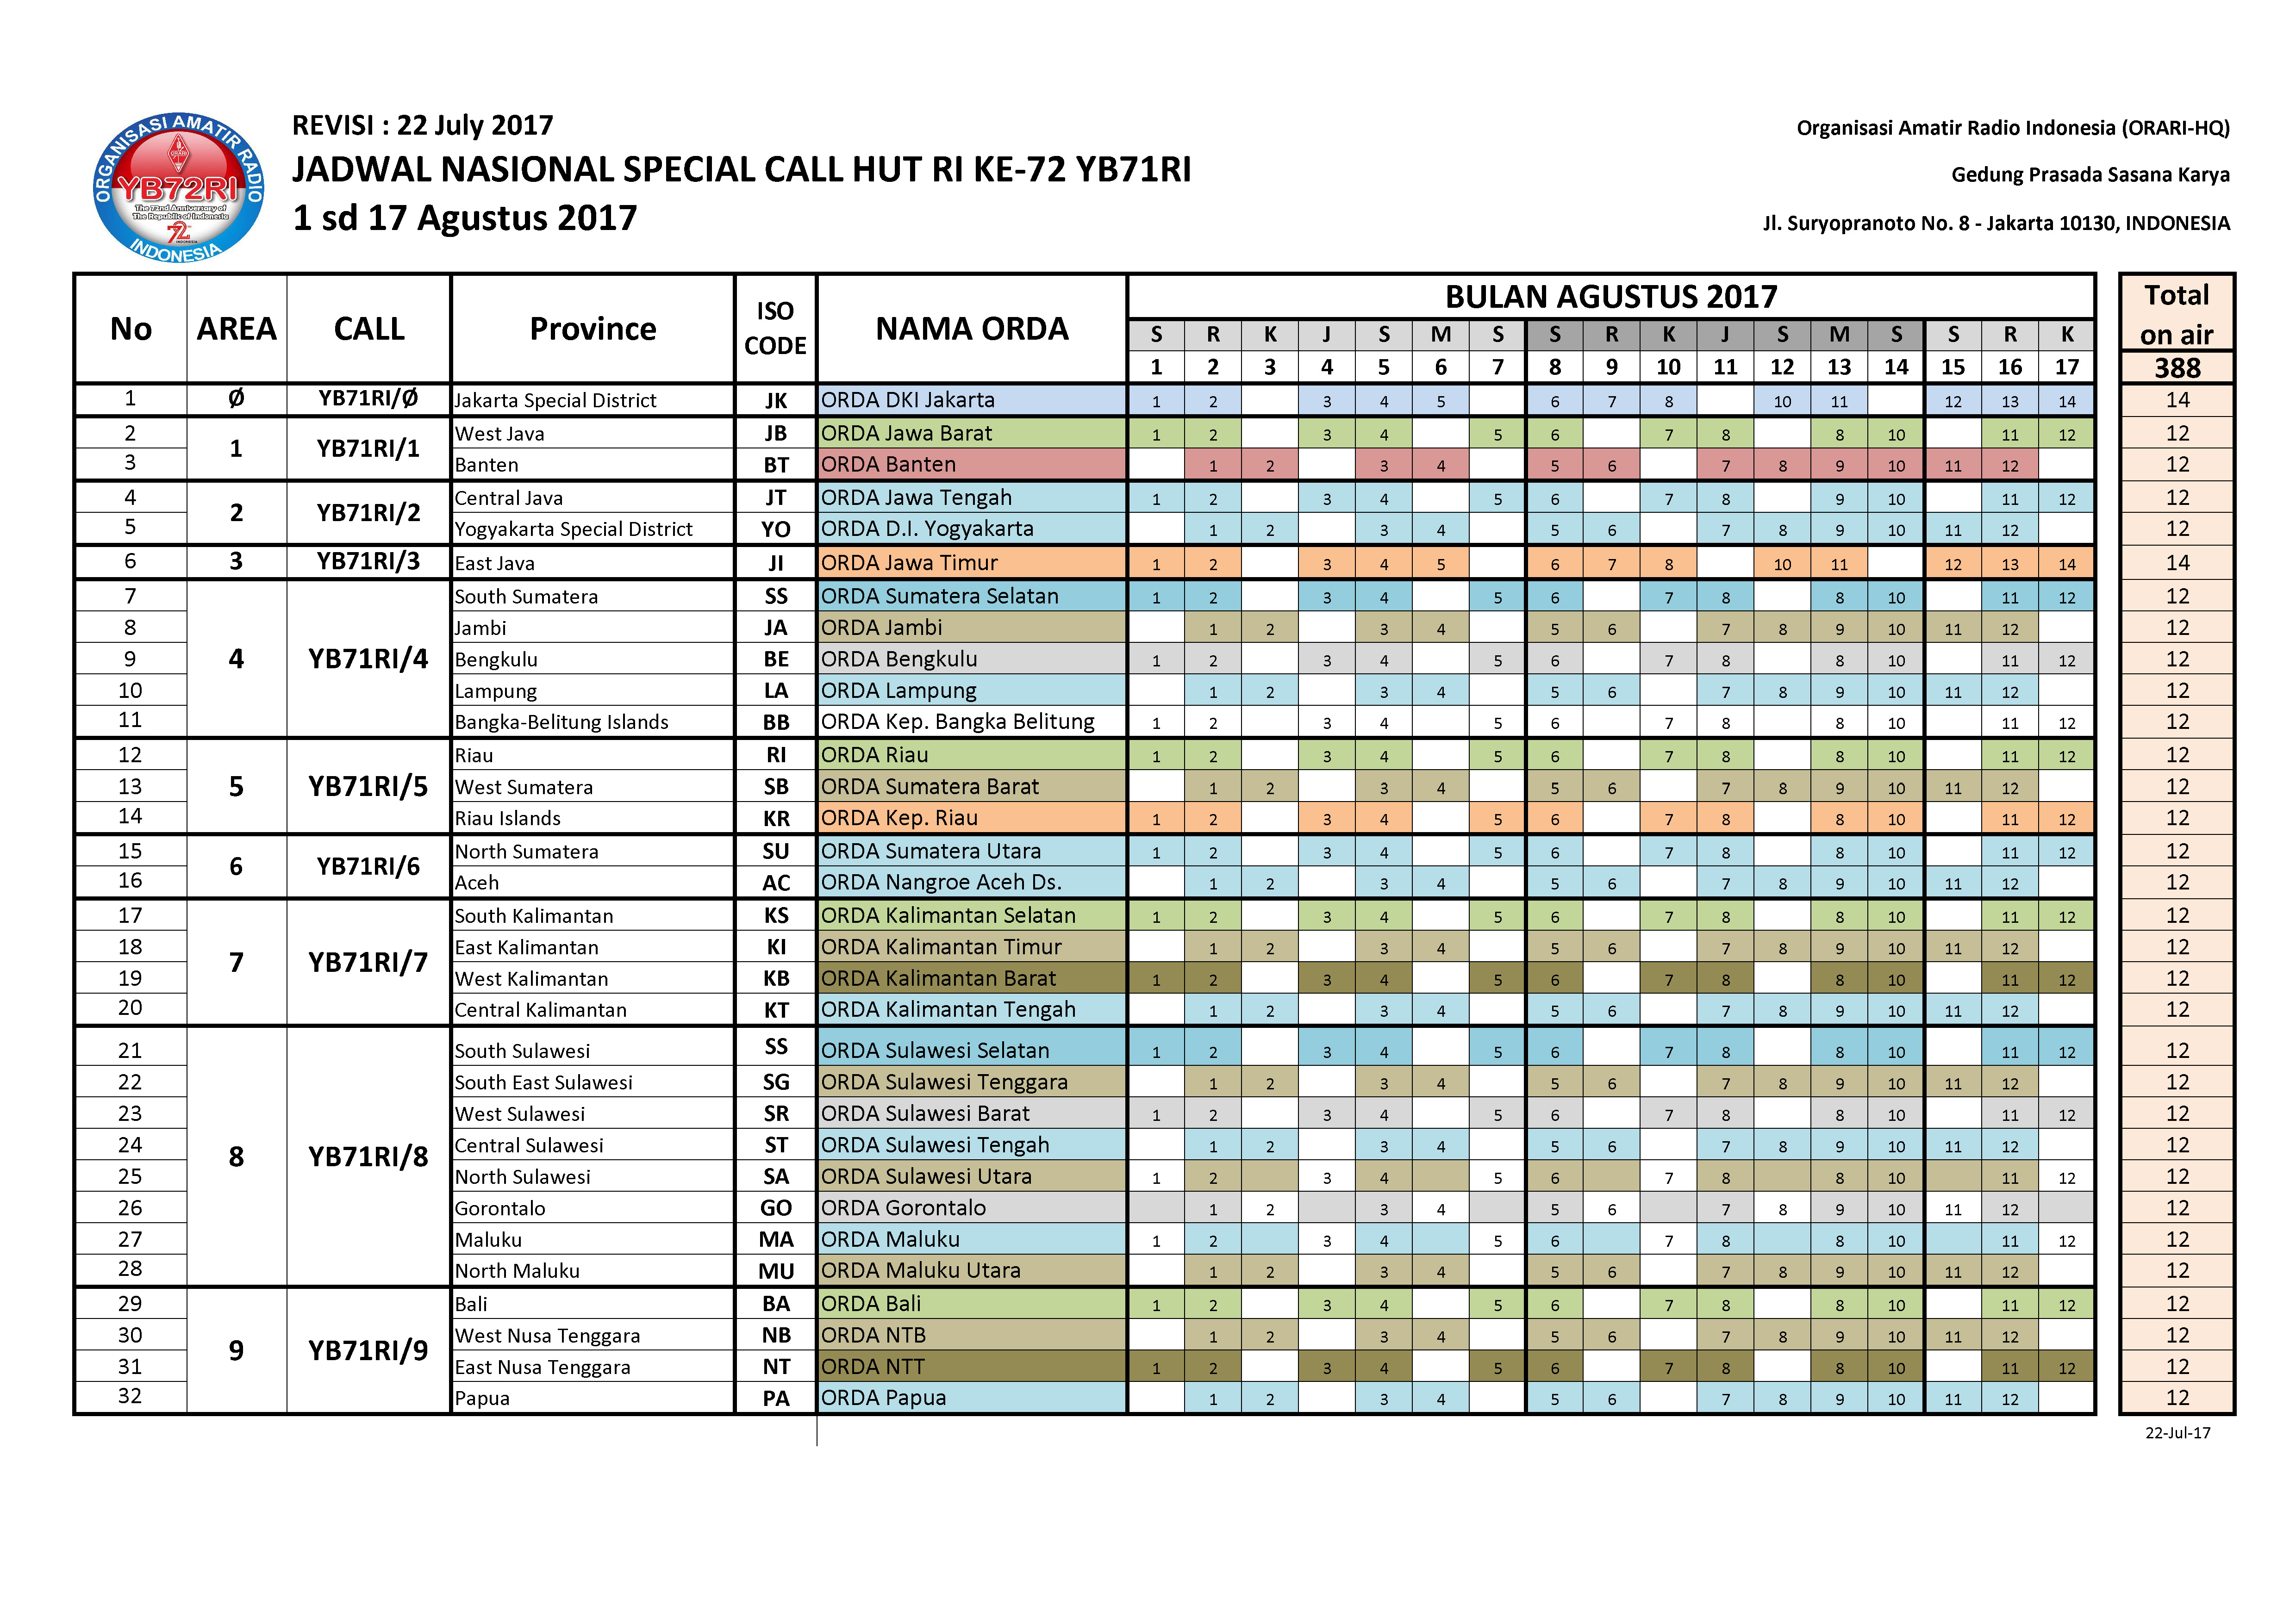 REVISI : 22 July 2017
JADWAL NASIONAL SPECIAL CALL HUT RI KE-72 YB71RI
1 sd 17 Agustus 2017
ORGANISASI AMATIR RADIO
YB72RI
The 72nd Anniversary of
The Republic of Indonesia
72
INDONESIA
INDONESIA
Organisasi Amatir Radio Indonesia (ORARI-HQ)
Gedung Prasada Sasana Karya
Jl. Suryopranoto No. 8 - Jakarta 10130, INDONESIA
No AREA CALL Province ISO CODE NAMA ORDA BULAN AGUSTUS 2017 Total on air
S R K J S M S S R K J S M S S R K
1 2 3 4 5 6 7 8 9 10 11 12 13 14 15 16 17 388
1 Ø YB71RI/Ø Jakarta Special District JK ORDA DKI Jakarta 1 2 3 4 5 6 7 8 10 11 12 13 14 14
2 1 YB71RI/1 West Java JB ORDA Jawa Barat 1 2 3 4 5 6 7 8 8 10 11 12 12
3 Banten BT ORDA Banten 1 2 3 4 5 6 7 8 9 10 11 12 12
4 2 YB71RI/2 Central Java JT ORDA Jawa Tengah 1 2 3 4 5 6 7 8 9 10 11 12 12
5 Yogyakarta Special District YO ORDA D.I. Yogyakarta 1 2 3 4 5 6 7 8 9 10 11 12 12
6 3 YB71RI/3 East Java JI ORDA Jawa Timur 1 2 3 4 5 6 7 8 10 11 12 13 14 14
7 4 YB71RI/4 South Sumatera SS ORDA Sumatera Selatan 1 2 3 4 5 6 7 8 8 10 11 12 12
8 Jambi JA ORDA Jambi 1 2 3 4 5 6 7 8 9 10 11 12 12
9 Bengkulu BE ORDA Bengkulu 1 2 3 4 5 6 7 8 8 10 11 12 12
10 Lampung LA ORDA Lampung 1 2 3 4 5 6 7 8 9 10 11 12 12
11 Bangka-Belitung Islands BB ORDA Kep. Bangka Belitung 1 2 3 4 5 6 7 8 8 10 11 12 12
12 5 YB71RI/5 Riau RI ORDA Riau 1 2 3 4 5 6 7 8 8 10 11 12 12
13 West Sumatera SB ORDA Sumatera Barat 1 2 3 4 5 6 7 8 9 10 11 12 12
14 Riau Islands KR ORDA Kep. Riau 1 2 3 4 5 6 7 8 8 10 11 12 12
15 6 YB71RI/6 North Sumatera SU ORDA Sumatera Utara 1 2 3 4 5 6 7 8 8 10 11 12 12
16 Aceh AC ORDA Nangroe Aceh Ds. 1 2 3 4 5 6 7 8 9 10 11 12 12
17 7 YB71RI/7 South Kalimantan KS ORDA Kalimantan Selatan 1 2 3 4 5 6 7 8 8 10 11 12 12
18 East Kalimantan KI ORDA Kalimantan Timur 1 2 3 4 5 6 7 8 9 10 11 12 12
19 West Kalimantan KB ORDA Kalimantan Barat 1 2 3 4 5 6 7 8 8 10 11 12 12
20 Central Kalimantan KT ORDA Kalimantan Tengah 1 2 3 4 5 6 7 8 9 10 11 12 12
21 8 YB71RI/8 South Sulawesi SS ORDA Sulawesi Selatan 1 2 3 4 5 6 7 8 8 10 11 12 12
22 South East Sulawesi SG ORDA Sulawesi Tenggara 1 2 3 4 5 6 7 8 9 10 11 12 12
23 West Sulawesi SR ORDA Sulawesi Barat 1 2 3 4 5 6 7 8 8 10 11 12 12
24 Central Sulawesi ST ORDA Sulawesi Tengah 1 2 3 4 5 6 7 8 9 10 11 12 12
25 North Sulawesi SA ORDA Sulawesi Utara 1 2 3 4 5 6 7 8 8 10 11 12 12
26 Gorontalo GO ORDA Gorontalo 1 2 3 4 5 6 7 8 9 10 11 12 12
27 Maluku MA ORDA Maluku 1 2 3 4 5 6 7 8 8 10 11 12 12
28 North Maluku MU ORDA Maluku Utara 1 2 3 4 5 6 7 8 9 10 11 12 12
29 9 YB71RI/9 Bali BA ORDA Bali 1 2 3 4 5 6 7 8 8 10 11 12 12
30 West Nusa Tenggara NB ORDA NTB 1 2 3 4 5 6 7 8 9 10 11 12 12
31 East Nusa Tenggara NT ORDA NTT 1 2 3 4 5 6 7 8 8 10 11 12 12
32 Papua PA ORDA Papua 1 2 3 4 5 6 7 8 9 10 11 12 12
22-Jul-17